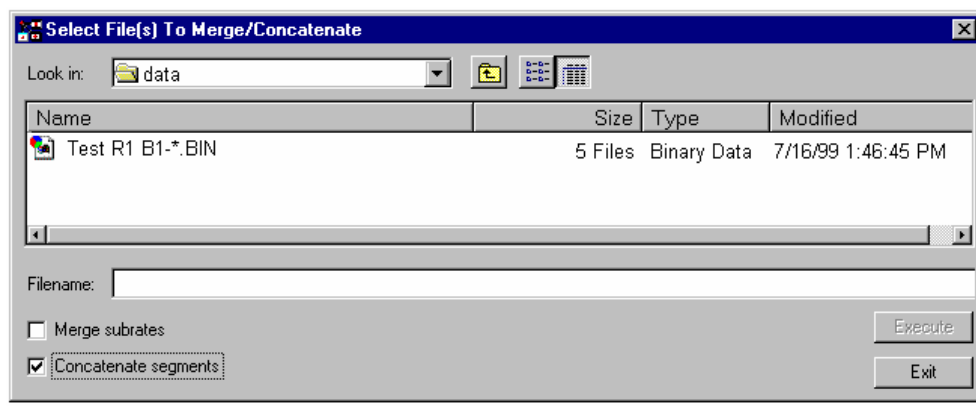 Select File(s) To Merge/Concatenate
Look in: data
Name Size Type Modified
Test R1 B1-*.BIN 5 Files Binary Data 7/16/99 1:46:45 PM
Filename:
Merge subrates
Execute
Concatenate segments
Exit